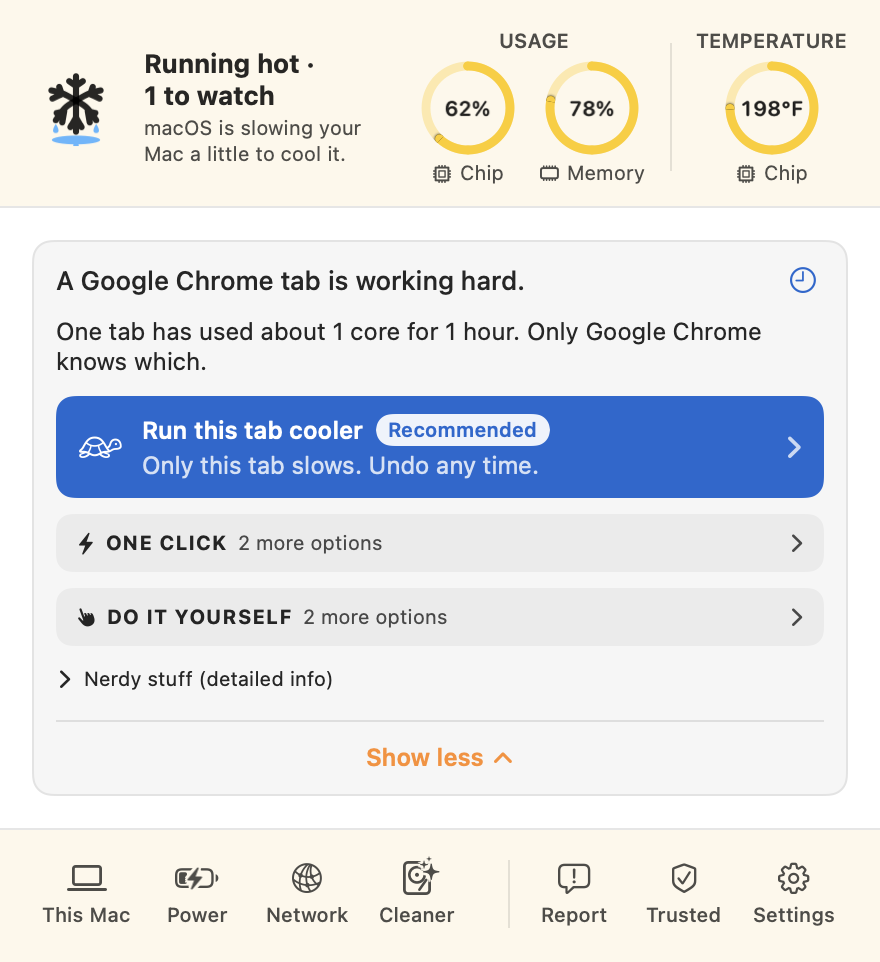 Running hot ·
1 to watch
macOS is slowing your
Mac a little to cool it.
USAGE
62%
78%
Chip
Memory
TEMPERATURE
198°F
Chip
A Google Chrome tab is working hard.
One tab has used about 1 core for 1 hour. Only Google Chrome
knows which.
Run this tab cooler Recommended
Only this tab slows. Undo any time.
ONE CLICK 2 more options
DO IT YOURSELF 2 more options
Nerdy stuff (detailed info)
Show less
This Mac
Power
Network
Cleaner
Report
Trusted
Settings